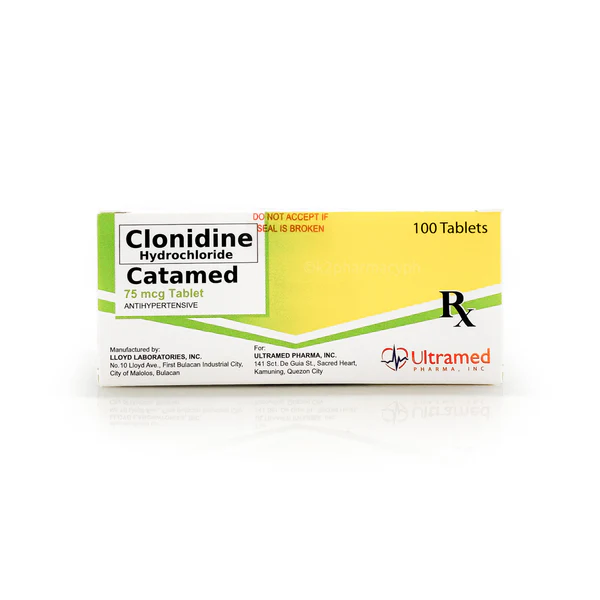 DO NOT ACCEPT IF
SEAL IS BROKEN
100 Tablets
Clonidine
Hydrochloride
Catamed
75 mcg Tablet
ANTIHYPERTENSIVE
Rx
Manufactured by:
LLOYD LABORATORIES, INC.
No.10 Lloyd Ave., First Bulacan Industrial City,
City of Malolos, Bulacan
For:
ULTRAMED PHARMA, INC.
141 Sct. De Guia St., Sacred Heart,
Kamuning, Quezon City
Ultramed
PHARMA, INC